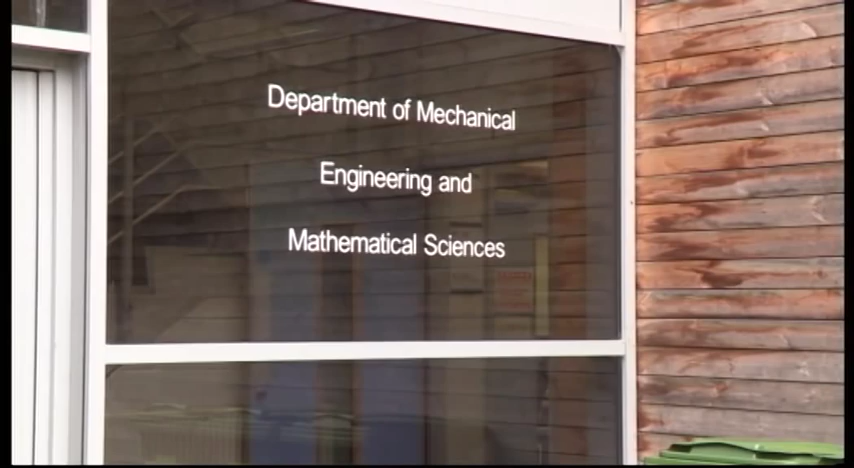 Department of Mechanical
Engineering and
Mathematical Sciences